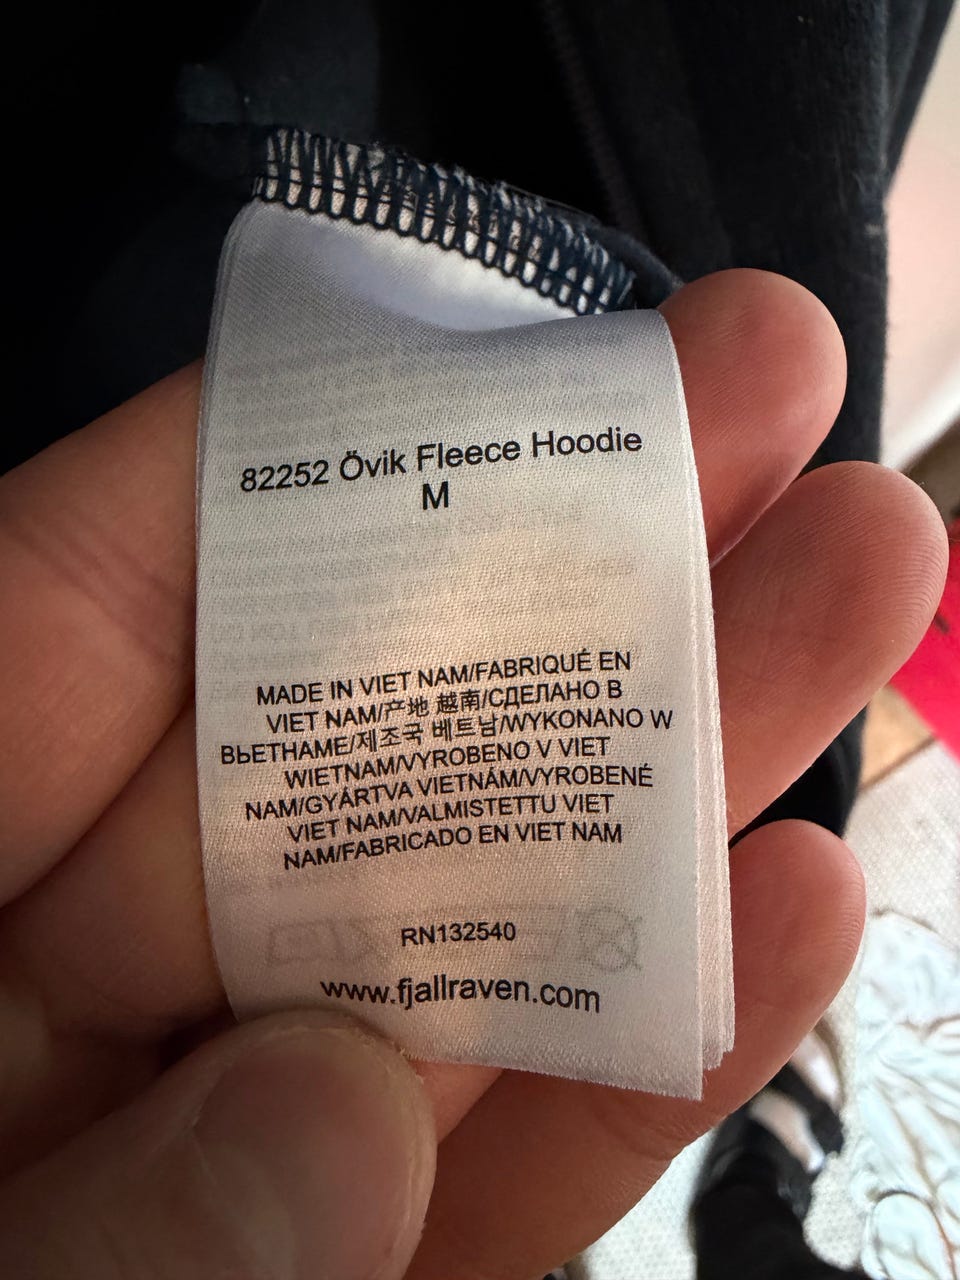 82252 Övik Fleece Hoodie
M
MADE IN VIET NAM/FABRIQUÉ EN
VIET NAM/产地 越南/СДЕЛАНО В
ВЬЕТНАМЕ/제조국 베트남/WYKONANO W
WIETNAM/VYROBENO V VIET
NAM/GYÁRTVA VIETNÁM/VYROBENÉ
VIET NAM/VALMISTETTU VIET
NAM/FABRICADO EN VIET NAM
RN132540
www.fjallraven.com